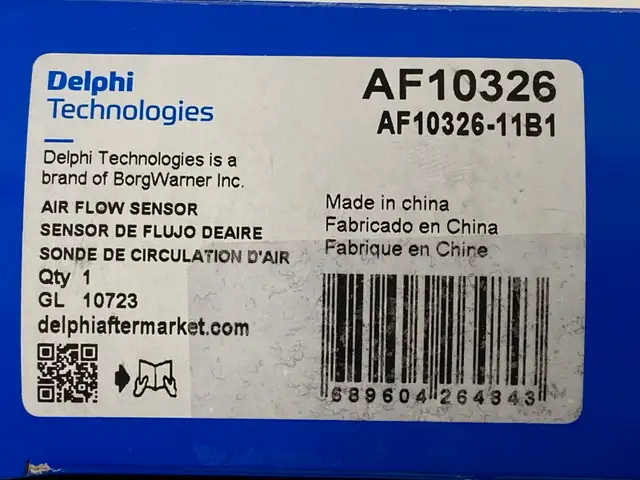 Delphi
Technologies
AF10326
AF10326-11B1
Delphi Technologies is a
brand of BorgWarner Inc.
AIR FLOW SENSOR
SENSOR DE FLUJO DEAIRE
SONDE DE CIRCULATION D'AIR
Qty 1
GL 10723
delphiaftermarket.com
Made in china
Fabricado en China
Fabrique en Chine
689604 264343